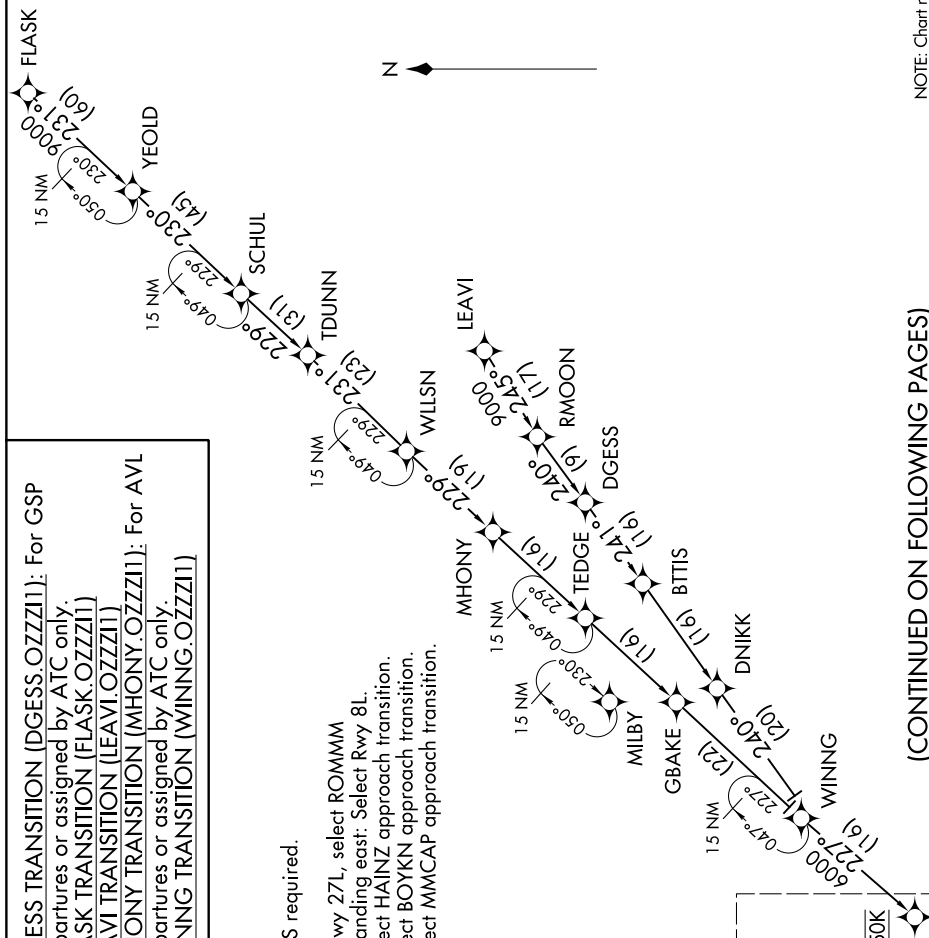 ESS TRANSITION (DGESS.OZZZI1): For GSP
partures or assigned by ATC only.
SK TRANSITION (FLASK.OZZZI1)
AVI TRANSITION (LEAVI.OZZZI1)
ONY TRANSITION (MHONY.OZZZI1): For AVL
partures or assigned by ATC only.
NNG TRANSITION (WINNG.OZZZI1)
S required.
wy 27L, select ROMMM
anding east: Select Rwy 8L.
ect HAINZ approach transition.
ect BOYKN approach transition.
ect MMCAP approach transition.
FLASK
9000
231°
(60)
15 NM
050°
230°
YEOLD
230°
(45)
15 NM
049°
229°
SCHUL
229°
(31)
TDUNN
231°
(23)
15 NM
049°
229°
WLLSN
229°
(19)
MHONY
(16)
15 NM
049°
229°
TEDGE
(16)
15 NM
050°
230°
MILBY
GBAKE
(22)
LEAVI
9000
245°
(17)
RMOON
240°
(9)
DGESS
241°
(16)
BTTIS
(16)
DNIKK
240°
(20)
15 NM
047°
227°
WINNG
6000
227°
(16)
50K
N
NOTE: Chart r
(CONTINUED ON FOLLOWING PAGES)